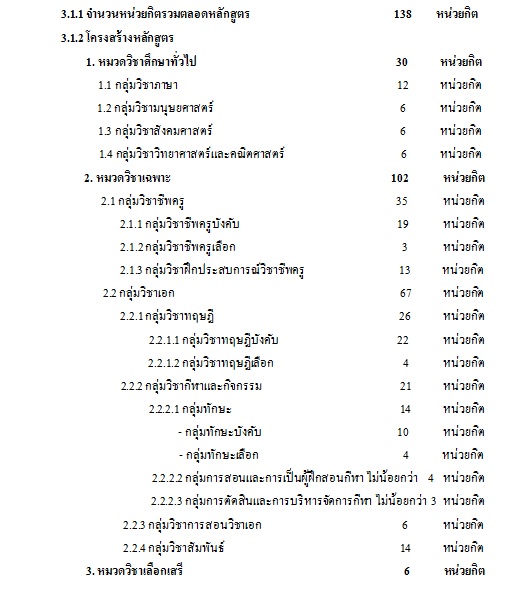 3.1.1 จำนวนหน่วยกิตรวมตลอดหลักสูตร 138 หน่วยกิต
3.1.2 โครงสร้างหลักสูตร
1. หมวดวิชาศึกษาทั่วไป 30 หน่วยกิต
1.1 กลุ่มวิชาภาษา 12 หน่วยกิต
1.2 กลุ่มวิชามนุษยศาสตร์ 6 หน่วยกิต
1.3 กลุ่มวิชาสังคมศาสตร์ 6 หน่วยกิต
1.4 กลุ่มวิชาวิทยาศาสตร์และคณิตศาสตร์ 6 หน่วยกิต
2. หมวดวิชาเฉพาะ 102 หน่วยกิต
2.1 กลุ่มวิชาชีพครู 35 หน่วยกิต
2.1.1 กลุ่มวิชาชีพครูบังคับ 19 หน่วยกิต
2.1.2 กลุ่มวิชาชีพครูเลือก 3 หน่วยกิต
2.1.3 กลุ่มวิชาฝึกประสบการณ์วิชาชีพครู 13 หน่วยกิต
2.2 กลุ่มวิชาเอก 67 หน่วยกิต
2.2.1 กลุ่มวิชาทฤษฎี 26 หน่วยกิต
2.2.1.1 กลุ่มวิชาทฤษฎีบังคับ 22 หน่วยกิต
2.2.1.2 กลุ่มวิชาทฤษฎีเลือก 4 หน่วยกิต
2.2.2 กลุ่มวิชากีฬาและกิจกรรม 21 หน่วยกิต
2.2.2.1 กลุ่มทักษะ 14 หน่วยกิต
- กลุ่มทักษะบังคับ 10 หน่วยกิต
- กลุ่มทักษะเลือก 4 หน่วยกิต
2.2.2.2 กลุ่มการสอนและการเป็นผู้ฝึกสอนกีฬา ไม่น้อยกว่า 4 หน่วยกิต
2.2.2.3 กลุ่มการตัดสินและการบริหารจัดการกีฬา ไม่น้อยกว่า 3 หน่วยกิต
2.2.3 กลุ่มวิชาการสอนวิชาเอก 6 หน่วยกิต
2.2.4 กลุ่มวิชาสัมพันธ์ 14 หน่วยกิต
3. หมวดวิชาเลือกเสรี 6 หน่วยกิต